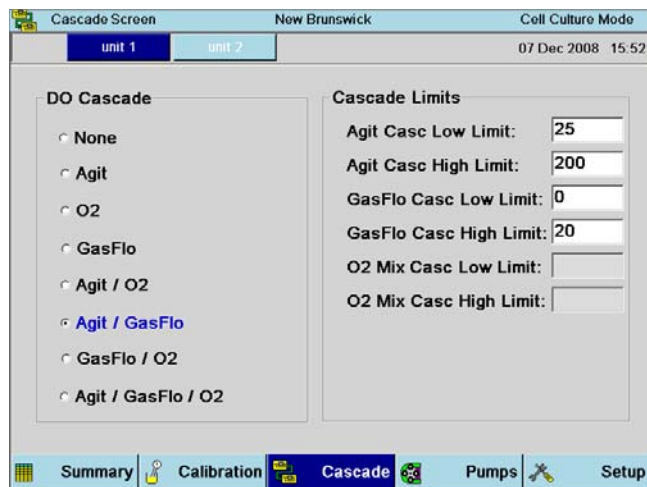 Cascade Screen New Brunswick Cell Culture Mode
unit 1 unit 2 07 Dec 2008 15:52
DO Cascade
None
Agit
O2
GasFlo
Agit / O2
Agit / GasFlo
GasFlo / O2
Agit / GasFlo / O2
Cascade Limits
Agit Casc Low Limit: 25
Agit Casc High Limit: 200
GasFlo Casc Low Limit: 0
GasFlo Casc High Limit: 20
O2 Mix Casc Low Limit:
O2 Mix Casc High Limit:
Summary Calibration Cascade Pumps Setup